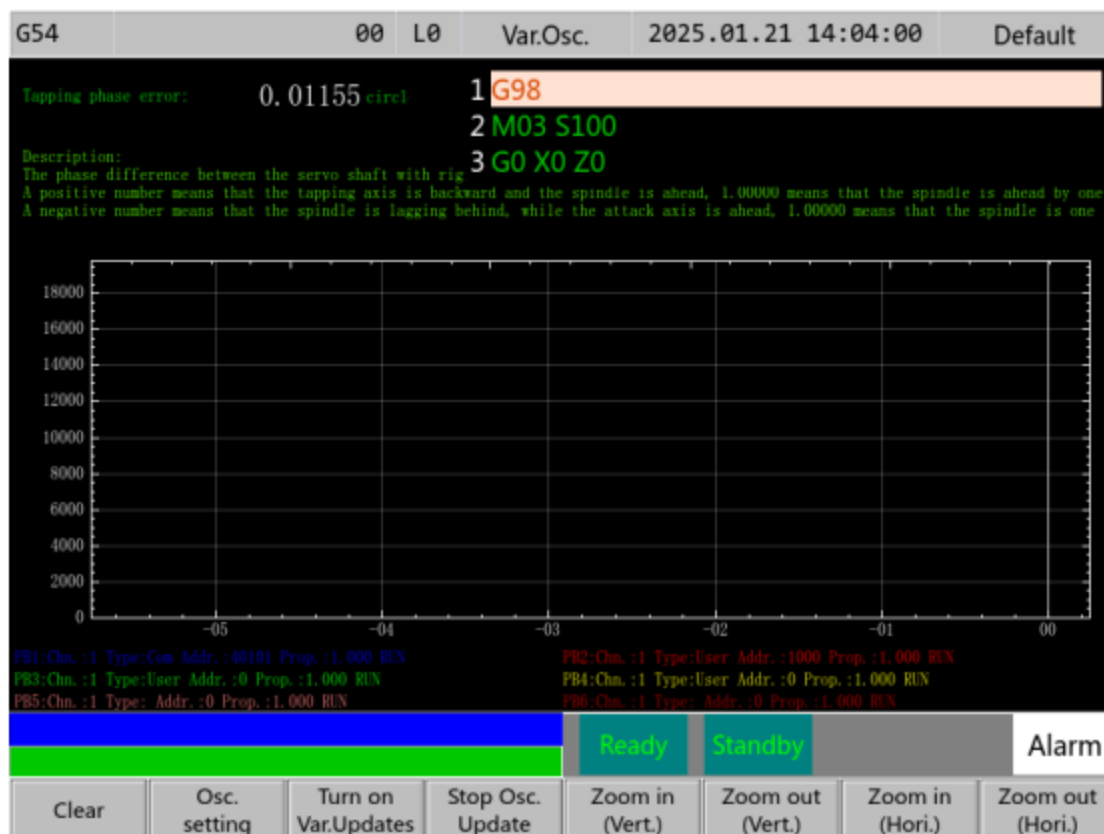 G54 00 L0 Var.Osc. 2025.01.21 14:04:00 Default
Tapping phase error: 0.01155 circl
1 G98
2 M03 S100
3 G0 X0 Z0
Description:
The phase difference between the servo shaft with rig
A positive number means that the tapping axis is backward and the spindle is ahead, 1.00000 means that the spindle is ahead by one
A negative number means that the spindle is lagging behind, while the attack axis is ahead, 1.00000 means that the spindle is one
18000
16000
14000
12000
10000
8000
6000
4000
2000
0
-05 -04 -03 -02 -01 00
PB1:Chn.:1 Type:Com Addr.:40101 Prop.:1.000 RUN
PB2:Chn.:1 Type:User Addr.:1000 Prop.:1.000 RUN
PB3:Chn.:1 Type:User Addr.:0 Prop.:1.000 RUN
PB4:Chn.:1 Type:User Addr.:0 Prop.:1.000 RUN
PB5:Chn.:1 Type: Addr.:0 Prop.:1.000 RUN
PB6:Chn.:1 Type: Addr.:0 Prop.:1.000 RUN
Ready Standby Alarm
Clear
Osc.
setting
Turn on
Var.Updates
Stop Osc.
Update
Zoom in
(Vert.)
Zoom out
(Vert.)
Zoom in
(Hori.)
Zoom out
(Hori.)